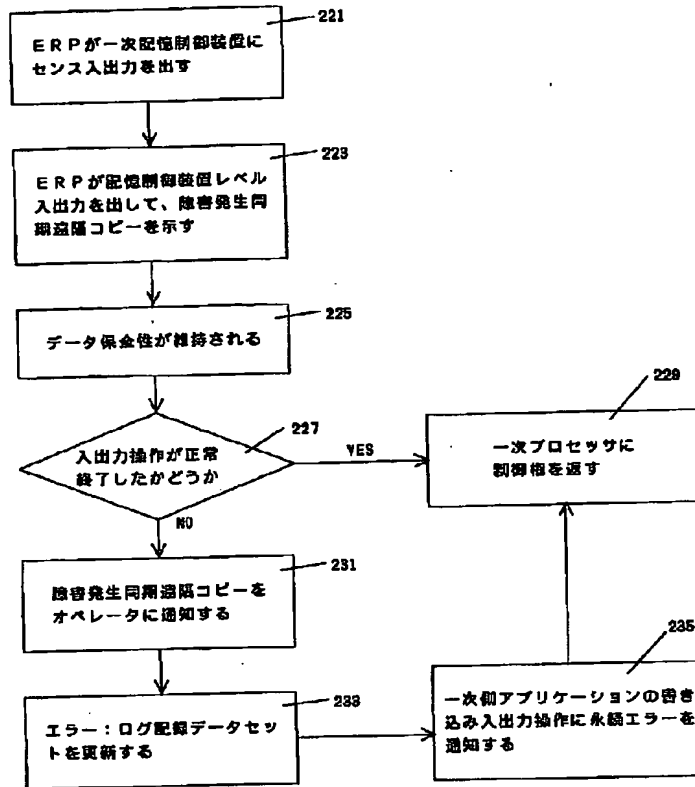 221
ERPが一次記憶制御装置に
センス入出力を出す
223
ERPが記憶制御装置レベル
入出力を出して、障害発生同
期遠隔コピーを示す
225
データ保全性が維持される
227
入出力操作が正常
終了したかどうか
YES
NO
229
一次プロセッサに
制御権を返す
231
障害発生同期遠隔コピーを
オペレータに通知する
233
エラー：ログ記録データセッ
トを更新する
235
一次側アプリケーションの書き
込み入出力操作に永続エラーを
通知する